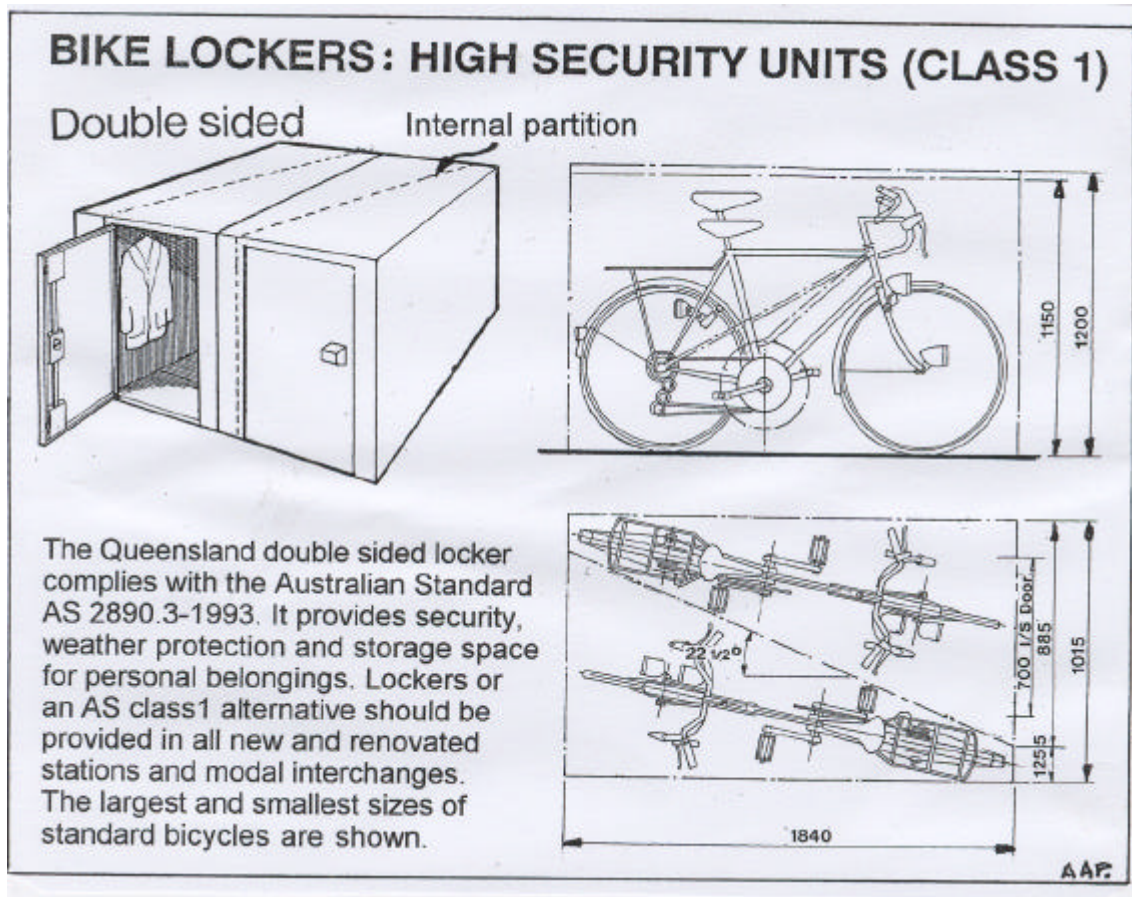 BIKE LOCKERS: HIGH SECURITY UNITS (CLASS 1)
Double sided
Internal partition
1150
1200
The Queensland double sided locker
complies with the Australian Standard
AS 2890.3-1993. It provides security,
weather protection and storage space
for personal belongings. Lockers or
an AS class1 alternative should be
provided in all new and renovated
stations and modal interchanges.
The largest and smallest sizes of
standard bicycles are shown.
22 1/2°
700 I/S Door
885
1015
125.5
1840
AAP.